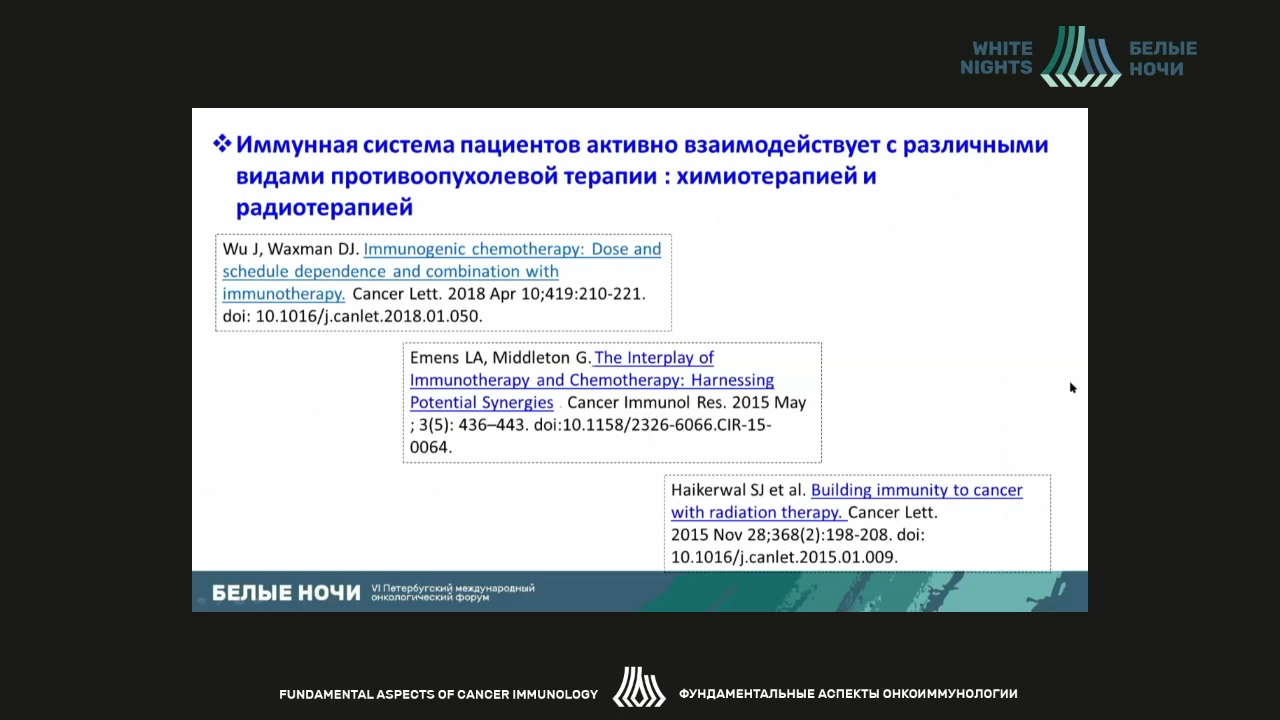 WHITE
NIGHTS
БЕЛЫЕ
НОЧИ
❖ Иммунная система пациентов активно взаимодействует с различными
видами противоопухолевой терапии : химиотерапией и
радиотерапией
Wu J, Waxman DJ. Immunogenic chemotherapy: Dose and
schedule dependence and combination with
immunotherapy. Cancer Lett. 2018 Apr 10;419:210-221.
doi: 10.1016/j.canlet.2018.01.050.
Emens LA, Middleton G. The Interplay of
Immunotherapy and Chemotherapy: Harnessing
Potential Synergies . Cancer Immunol Res. 2015 May
; 3(5): 436–443. doi:10.1158/2326-6066.CIR-15-
0064.
Haikerwal SJ et al. Building immunity to cancer
with radiation therapy. Cancer Lett.
2015 Nov 28;368(2):198-208. doi:
10.1016/j.canlet.2015.01.009.
БЕЛЫЕ НОЧИ
VI Петербургский международный
онкологический форум
FUNDAMENTAL ASPECTS OF CANCER IMMUNOLOGY
ФУНДАМЕНТАЛЬНЫЕ АСПЕКТЫ ОНКОИММУНОЛОГИИ